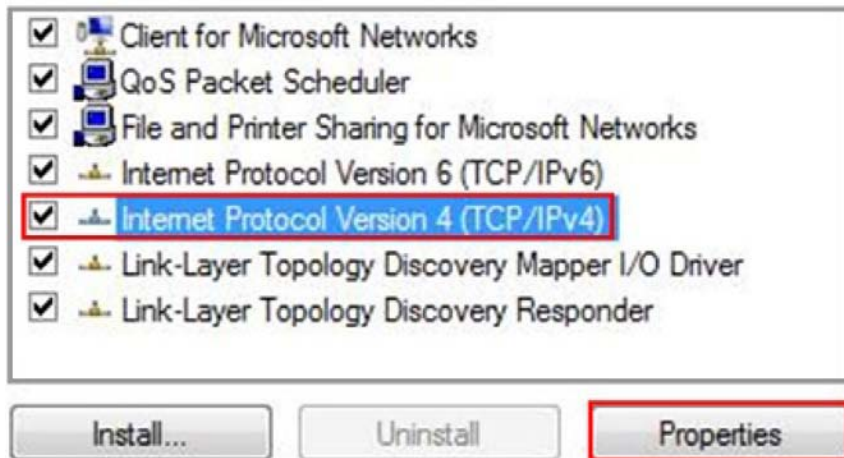 Client for Microsoft Networks
QoS Packet Scheduler
File and Printer Sharing for Microsoft Networks
Internet Protocol Version 6 (TCP/IPv6)
Internet Protocol Version 4 (TCP/IPv4)
Link-Layer Topology Discovery Mapper I/O Driver
Link-Layer Topology Discovery Responder
Install... Uninstall Properties